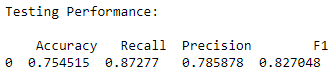 Testing Performance:
Accuracy Recall Precision F1
0 0.754515 0.87277 0.785878 0.827048